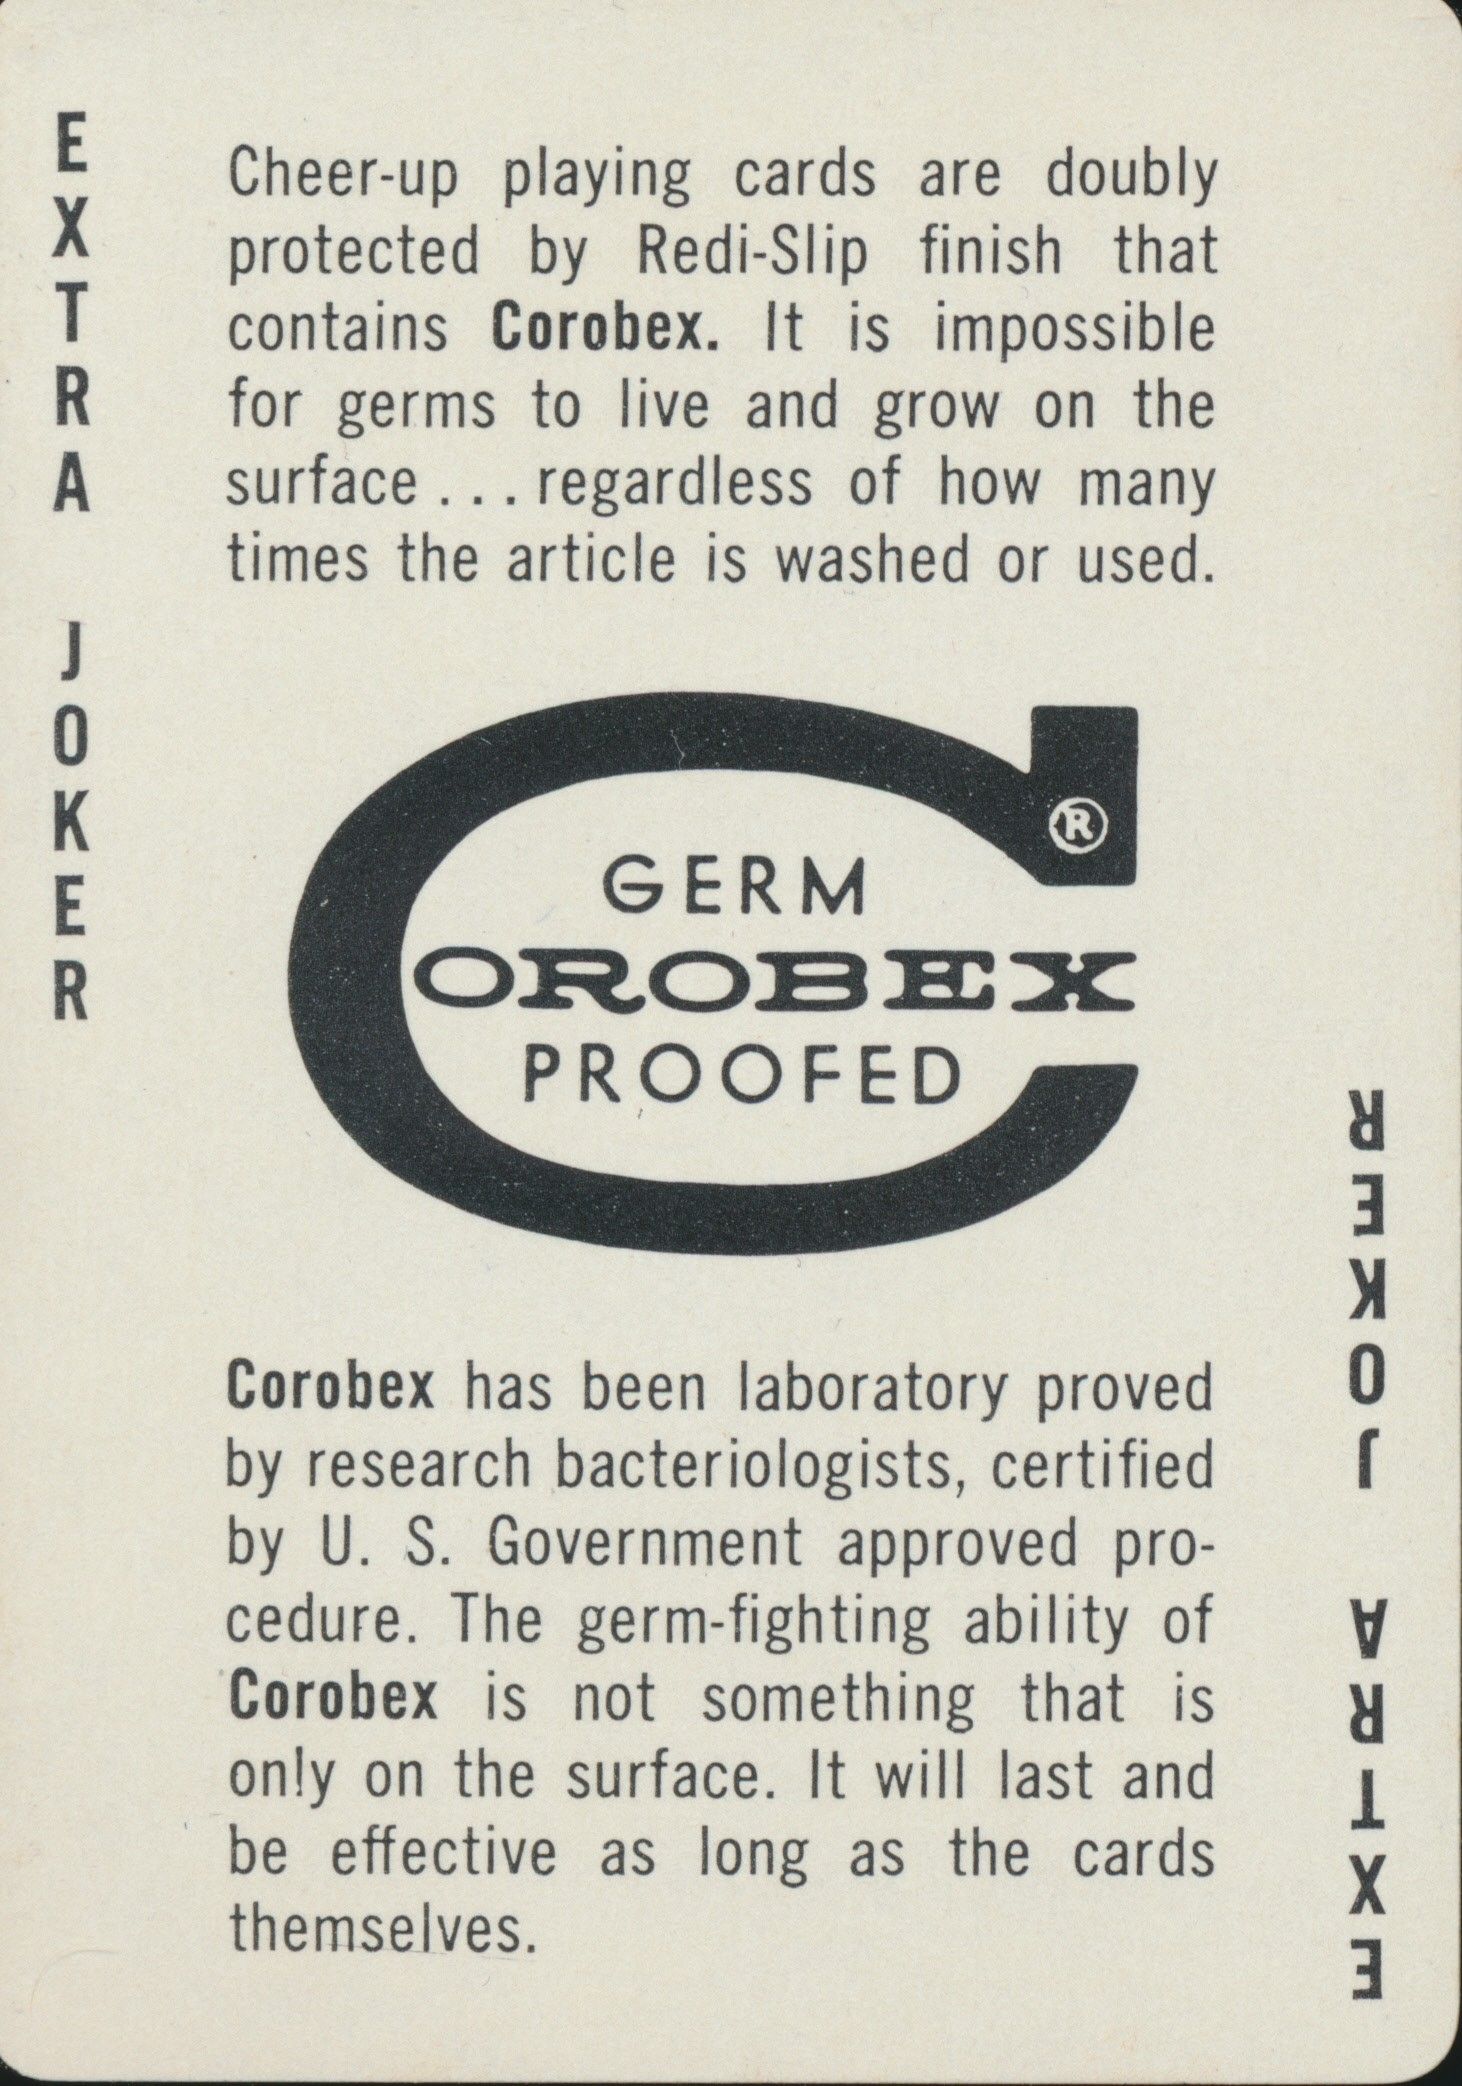 EXTRA JOKER
Cheer-up playing cards are doubly
protected by Redi-Slip finish that
contains Corobex. It is impossible
for germs to live and grow on the
surface . . . regardless of how many
times the article is washed or used.
®
GERM
COROBEX
PROOFED
Corobex has been laboratory proved
by research bacteriologists, certified
by U. S. Government approved pro-
cedure. The germ-fighting ability of
Corobex is not something that is
only on the surface. It will last and
be effective as long as the cards
themselves.
EXTRA JOKER